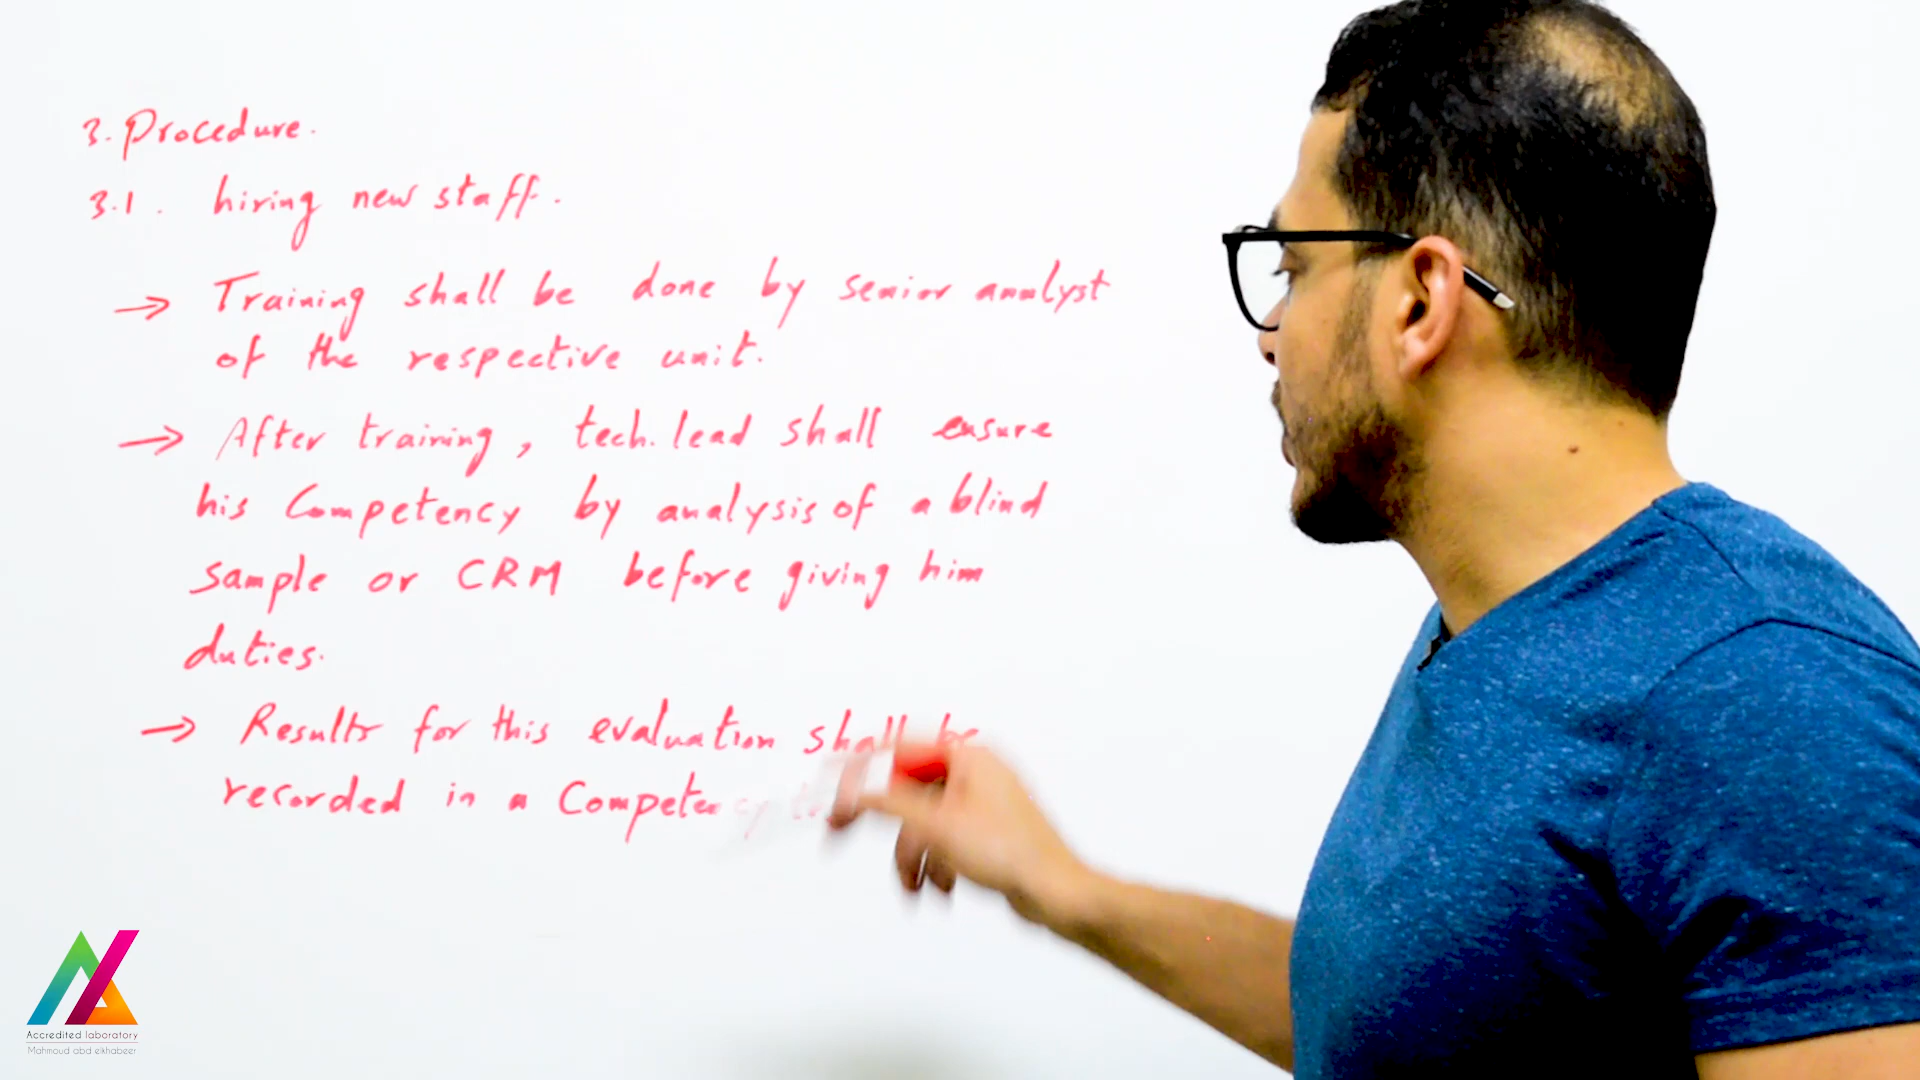 3. Procedure.
3.1. hiring new staff.
→ Training shall be done by senior analyst
of the respective unit.
→ After training, tech. lead shall ensure
his Competency by analysis of a blind
sample or CRM before giving him
duties.
→ Results for this evaluation shall be
recorded in a Competency
Accredited laboratory
Mahmoud abd elkhabeer